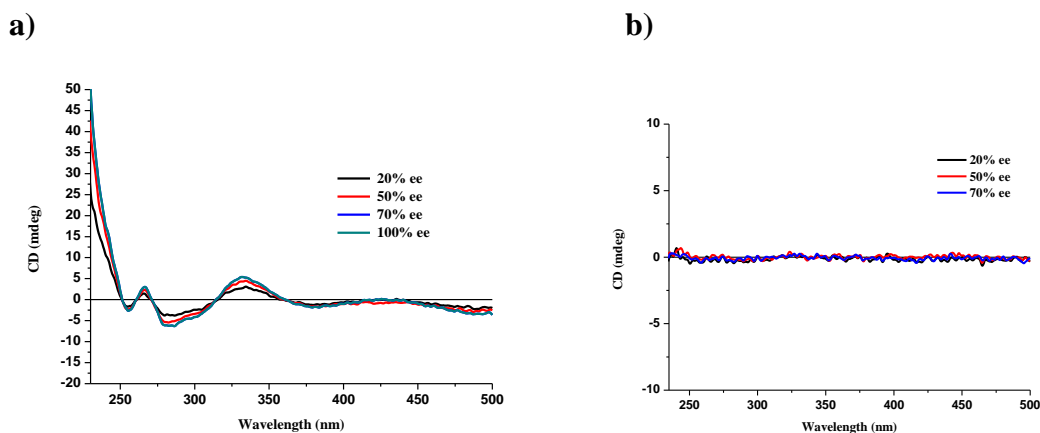 a)
50
45
40
35
30
25
20
15
10
5
0
-5
-10
-15
-20
CD (mdeg)
20% ee
50% ee
70% ee
100% ee
250 300 350 400 450 500
Wavelength (nm)
b)
10
5
0
-5
-10
CD (mdeg)
20% ee
50% ee
70% ee
250 300 350 400 450 500
Wavelength (nm)